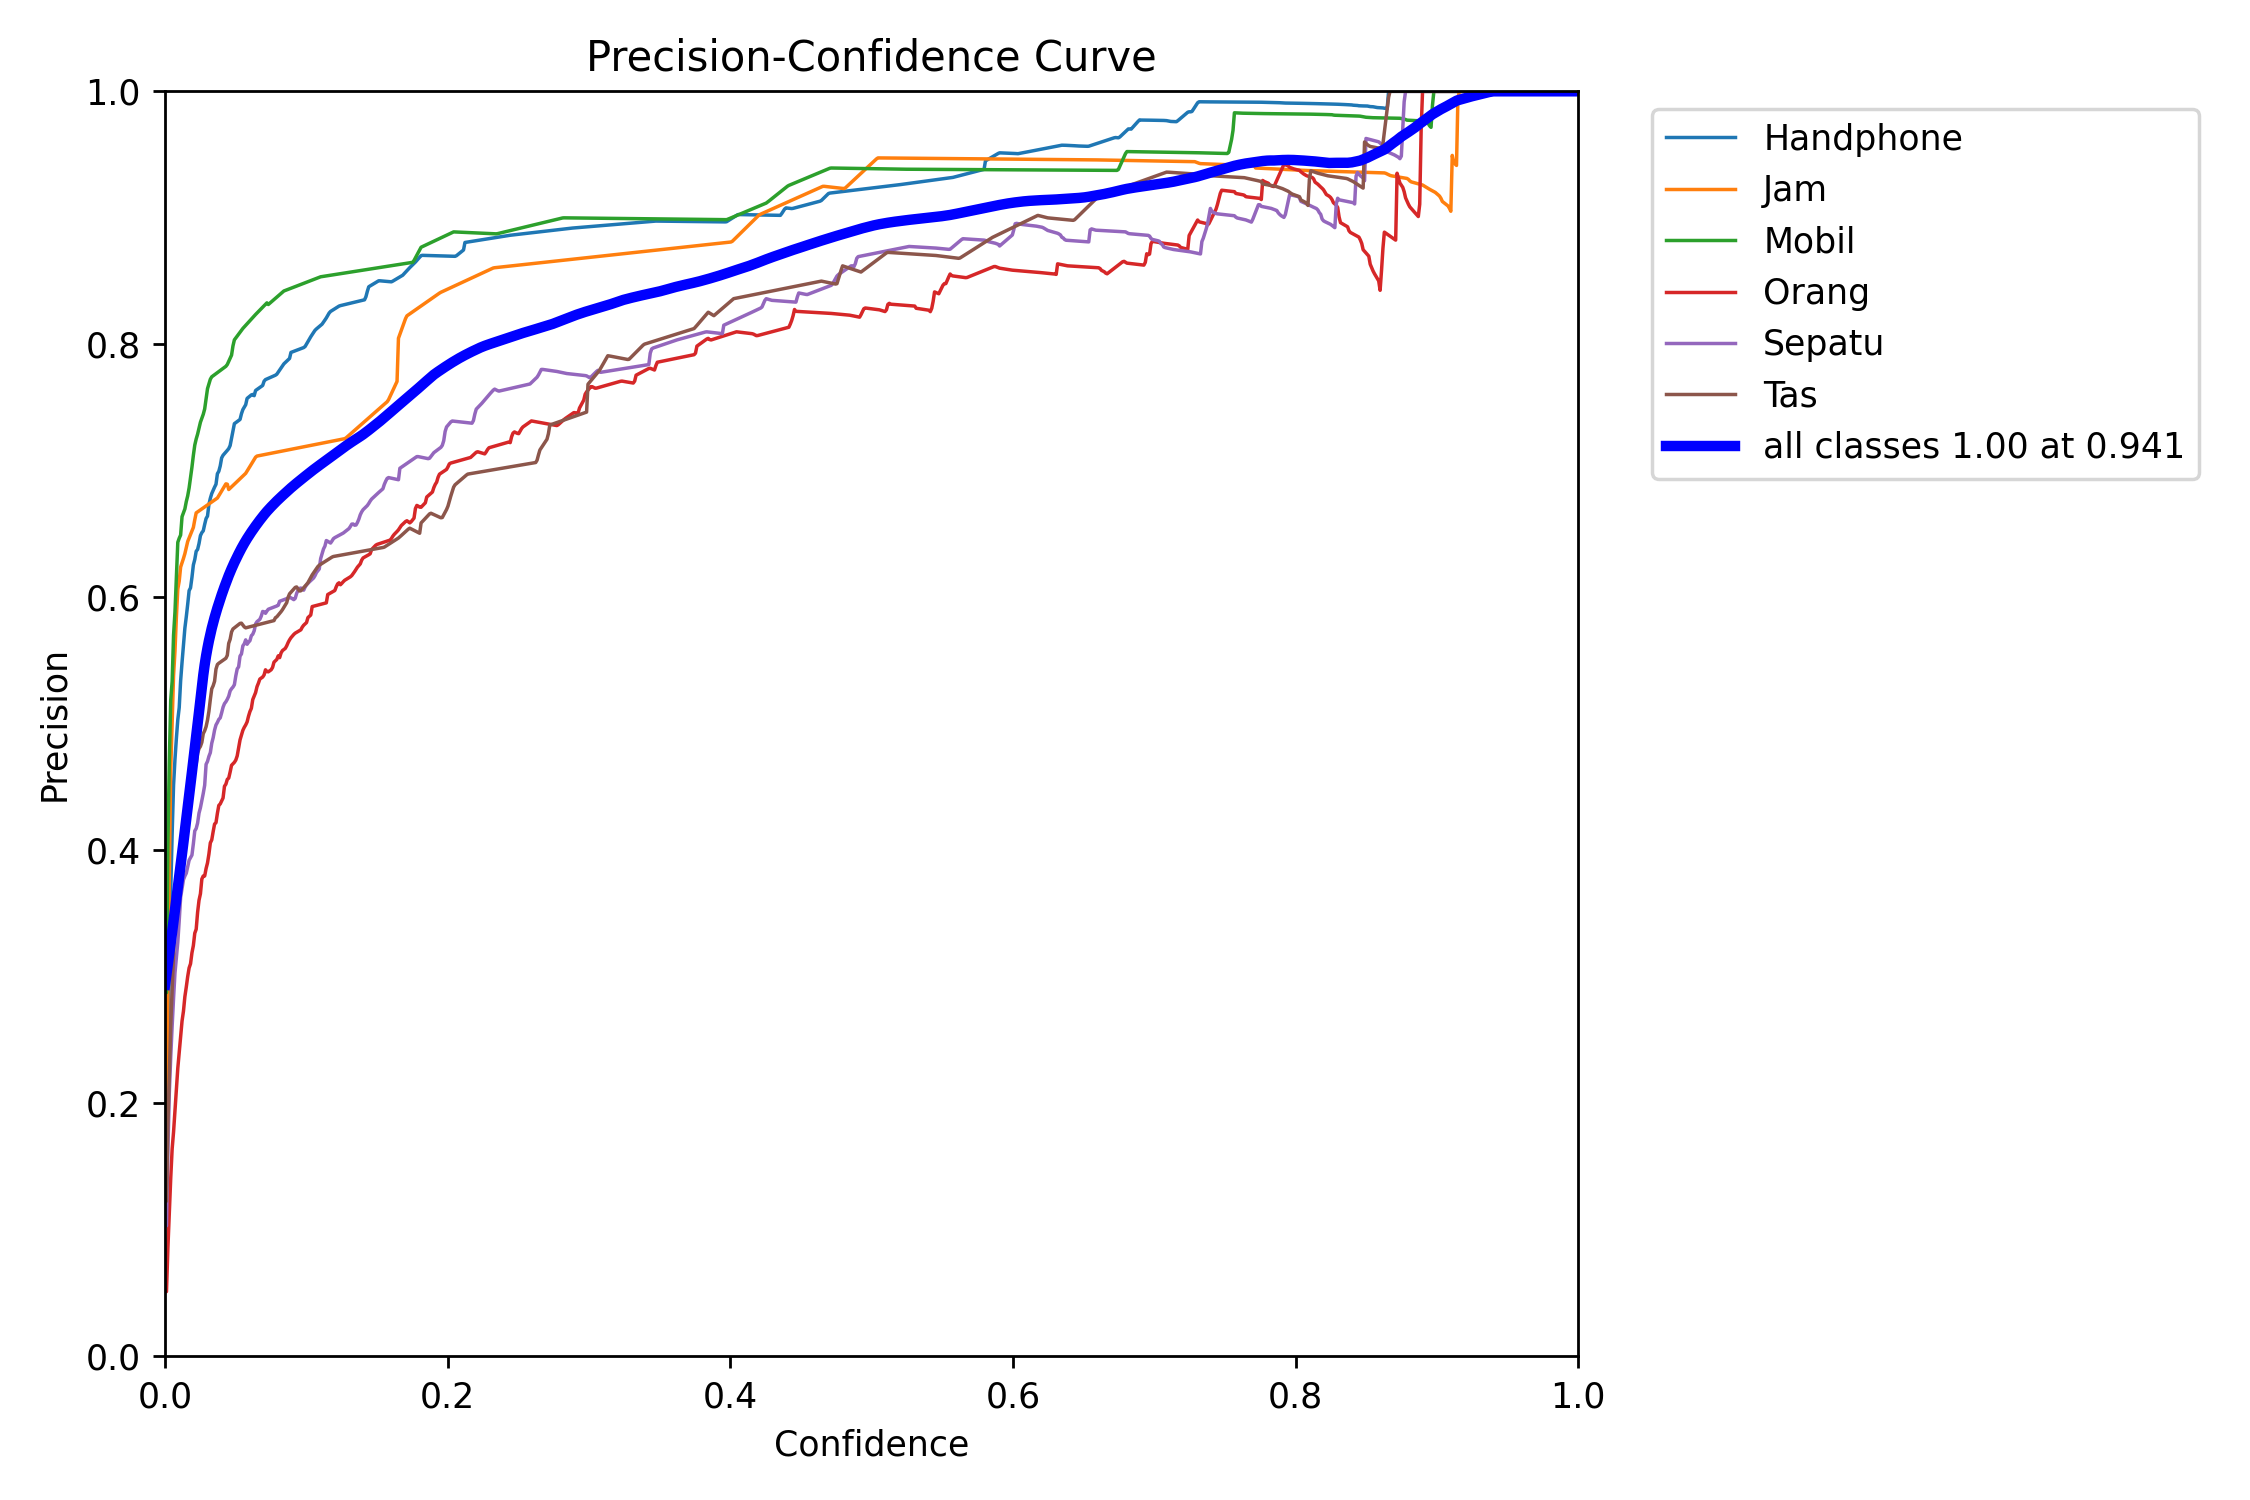 Precision-Confidence Curve
1.0
0.8
0.6
0.4
0.2
0.0
Precision
0.0 0.2 0.4 0.6 0.8 1.0
Confidence
Handphone
Jam
Mobil
Orang
Sepatu
Tas
all classes 1.00 at 0.941